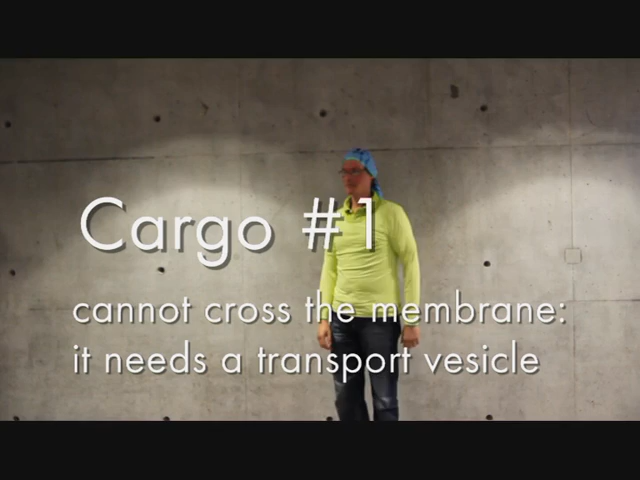 Cargo #1
cannot cross the membrane:
it needs a transport vesicle